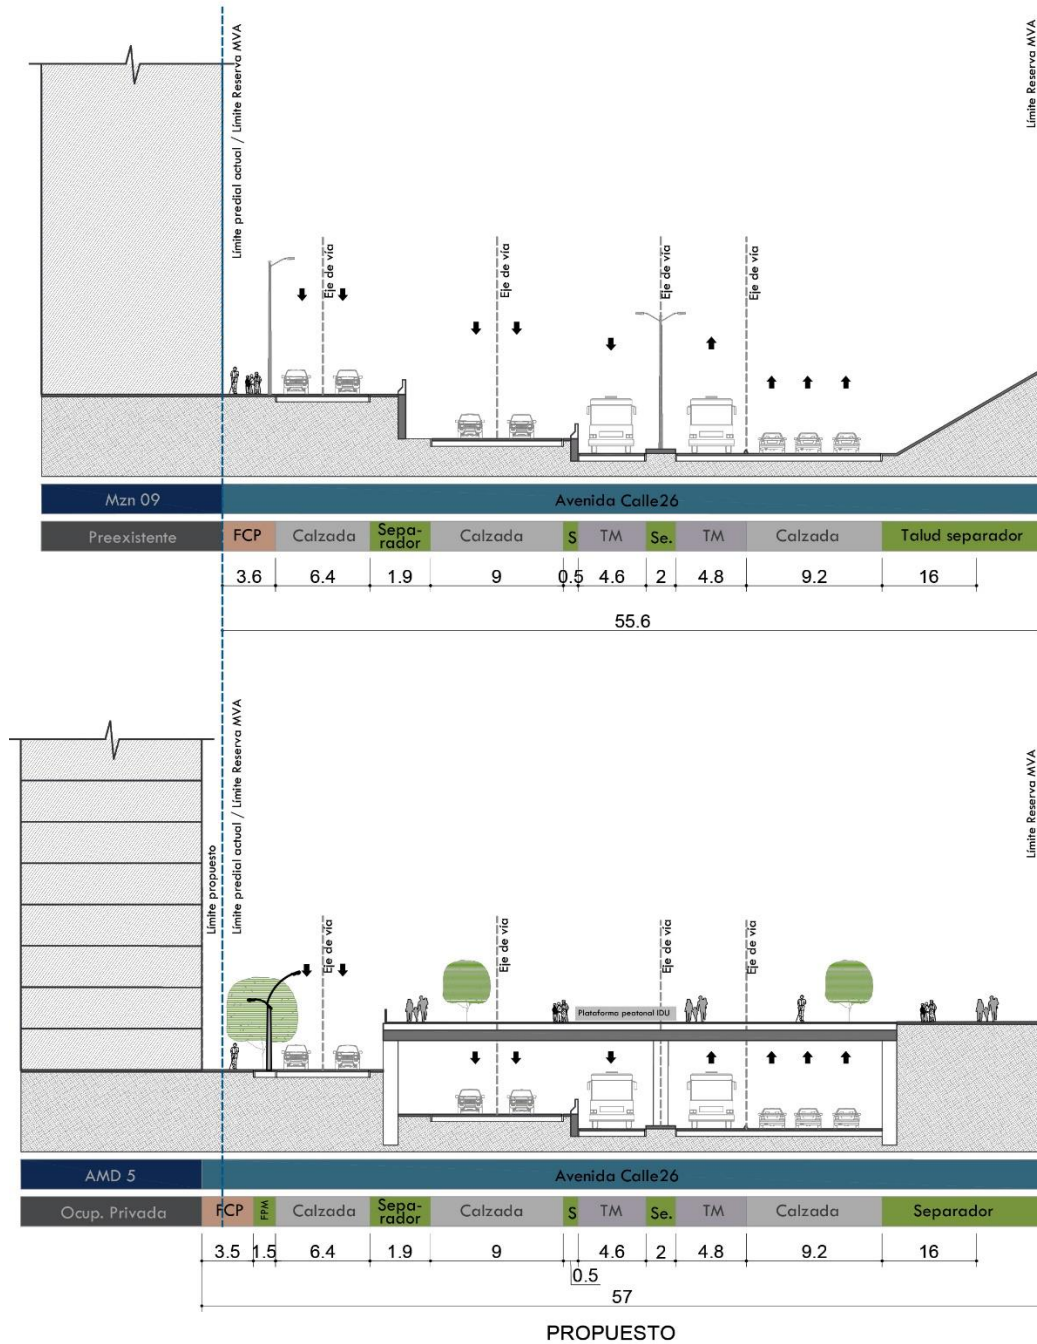 Límite predial actual / Límite Reserva MVA
Límite Reserva MVA
Eje de vía
Eje de vía
Eje de vía
Eje de vía
Mzn 09
Avenida Calle26
Preexistente
FCP
Calzada
Sepa-
rador
Calzada
S
TM
Se.
TM
Calzada
Talud separador
3.6
6.4
1.9
9
0.5
4.6
2
4.8
9.2
16
55.6
Límite propuesto
Límite predial actual / Límite Reserva MVA
Límite Reserva MVA
Eje de vía
Eje de vía
Eje de vía
Eje de vía
Plataforma peatonal IDU
AMD 5
Avenida Calle26
Ocup. Privada
FCP
FPM
Calzada
Sepa-
rador
Calzada
S
TM
Se.
TM
Calzada
Separador
3.5
1.5
6.4
1.9
9
4.6
2
4.8
9.2
16
0.5
57
PROPUESTO